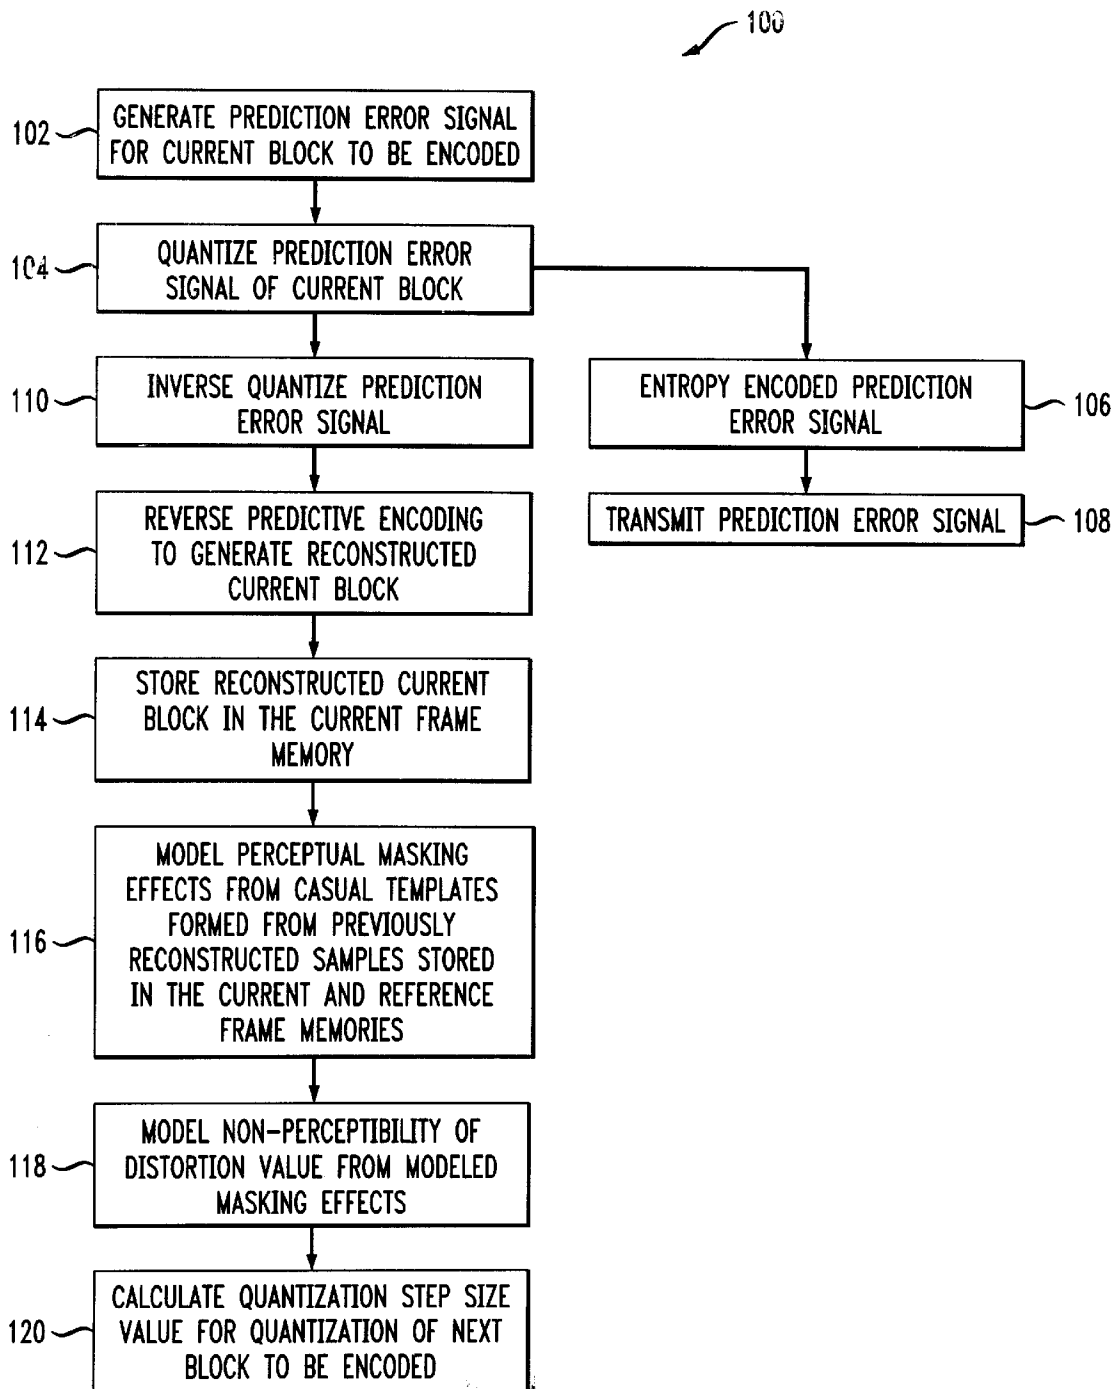 100
102
GENERATE PREDICTION ERROR SIGNAL
FOR CURRENT BLOCK TO BE ENCODED
104
QUANTIZE PREDICTION ERROR
SIGNAL OF CURRENT BLOCK
110
INVERSE QUANTIZE PREDICTION
ERROR SIGNAL
ENTROPY ENCODED PREDICTION
ERROR SIGNAL
106
112
REVERSE PREDICTIVE ENCODING
TO GENERATE RECONSTRUCTED
CURRENT BLOCK
TRANSMIT PREDICTION ERROR SIGNAL
108
114
STORE RECONSTRUCTED CURRENT
BLOCK IN THE CURRENT FRAME
MEMORY
116
MODEL PERCEPTUAL MASKING
EFFECTS FROM CASUAL TEMPLATES
FORMED FROM PREVIOUSLY
RECONSTRUCTED SAMPLES STORED
IN THE CURRENT AND REFERENCE
FRAME MEMORIES
118
MODEL NON-PERCEPTIBILITY OF
DISTORTION VALUE FROM MODELED
MASKING EFFECTS
120
CALCULATE QUANTIZATION STEP SIZE
VALUE FOR QUANTIZATION OF NEXT
BLOCK TO BE ENCODED